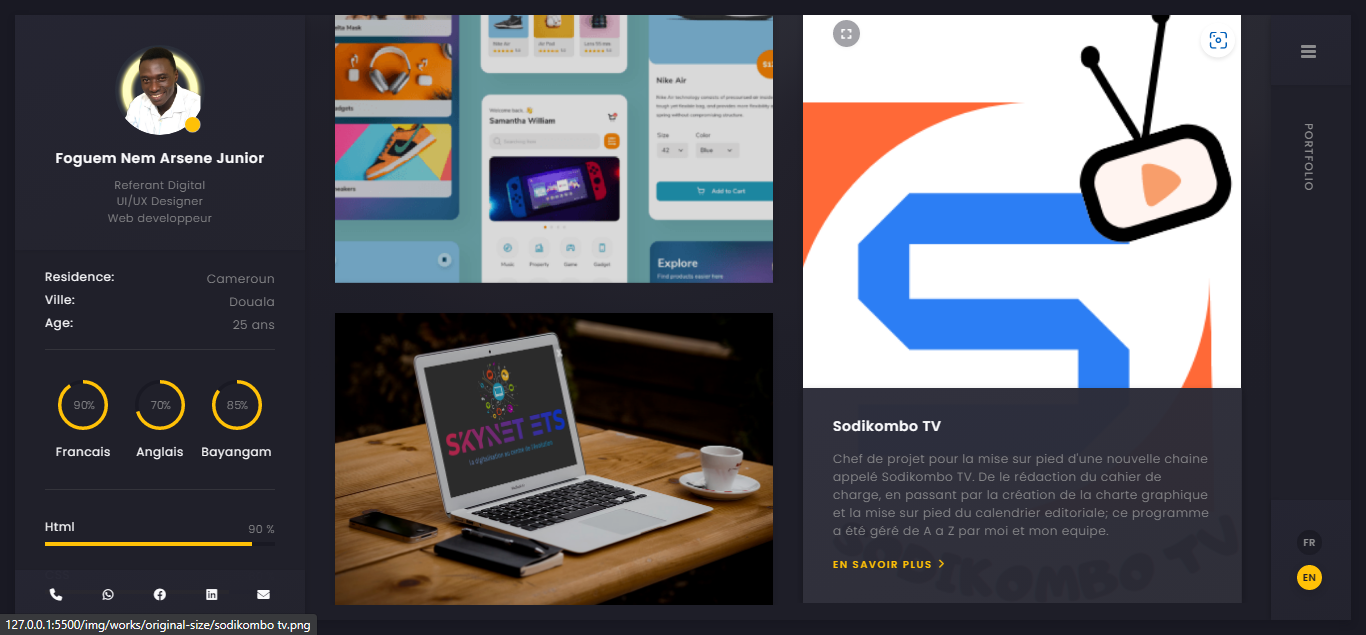 Foguem Nem Arsene Junior
Referant Digital
UI/UX Designer
Web developpeur
Residence:
Cameroun
Ville:
Douala
Age:
25 ans
90%
70%
85%
Francais
Anglais
Bayangam
Html
90 %
127.0.0.1:5500/img/works/original-size/sodikombo tv.png
Welcome back,
Samantha William
Music
Property
Game
Gadget
Nike Air
Size
Color
42
Blue
Add to Cart
Explore
Find products easier here
SKYNET ETS
Sodikombo TV
Chef de projet pour la mise sur pied d'une nouvelle chaine
appelé Sodikombo TV. De le rédaction du cahier de
charge, en passant par la création de la charte graphique
et la mise sur pied du calendrier editoriale; ce programme
a été géré de A a Z par moi et mon equipe.
EN SAVOIR PLUS
SODIKOMBO TV
PORTFOLIO
FR
EN